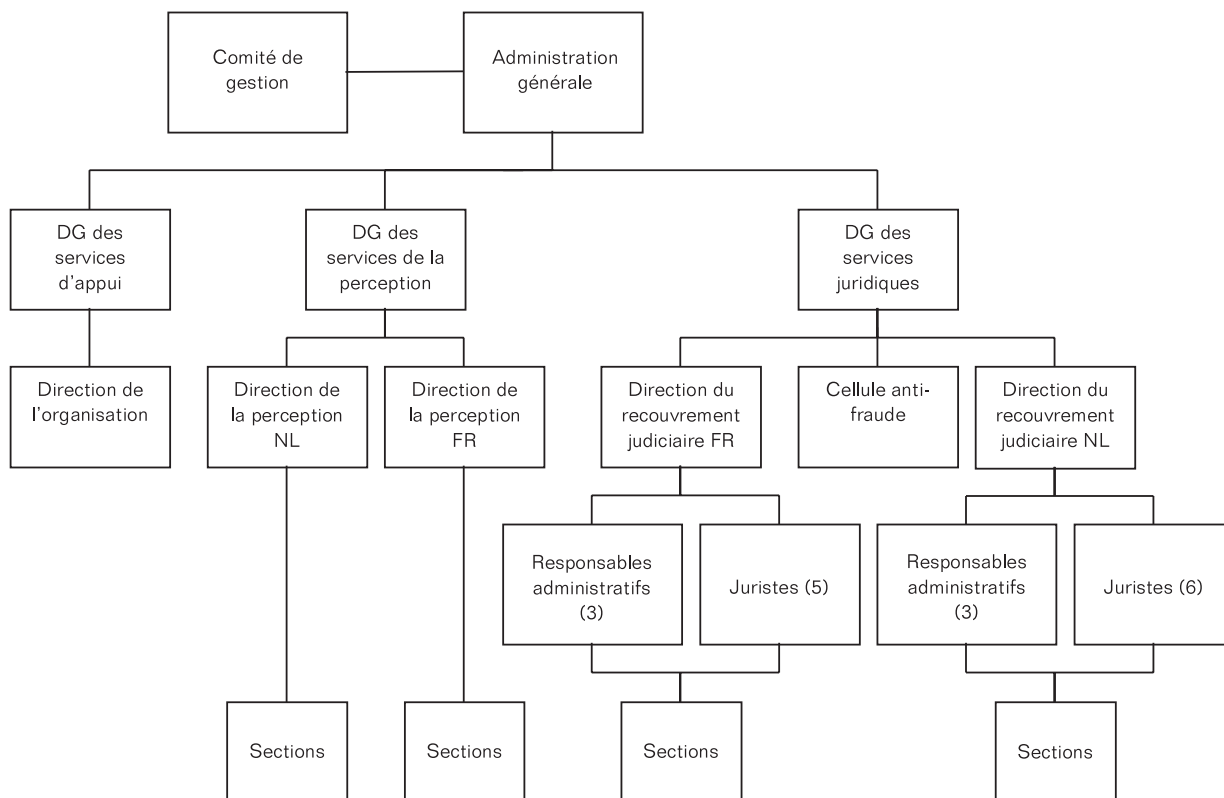 Comité de
gestion
Administration
générale
DG des
services
d'appui
DG des
services de la
perception
DG des
services
juridiques
Direction de
l'organisation
Direction de
la perception
NL
Direction de
la perception
FR
Direction du
recouvrement
judiciaire FR
Cellule anti-
fraude
Direction du
recouvrement
judiciaire NL
Responsables
administratifs
(3)
Juristes (5)
Responsables
administratifs
(3)
Juristes (6)
Sections
Sections
Sections
Sections